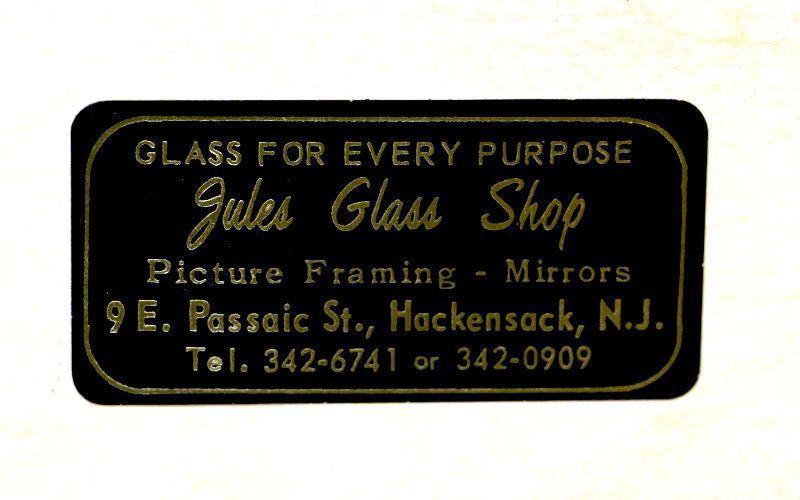 GLASS FOR EVERY PURPOSE
Jules Glass Shop
Picture Framing - Mirrors
9 E. Passaic St., Hackensack, N.J.
Tel. 342-6741 or 342-0909